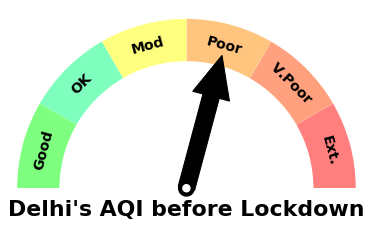 Good
OK
Mod
Poor
V.Poor
Ext.
Delhi's AQI before Lockdown